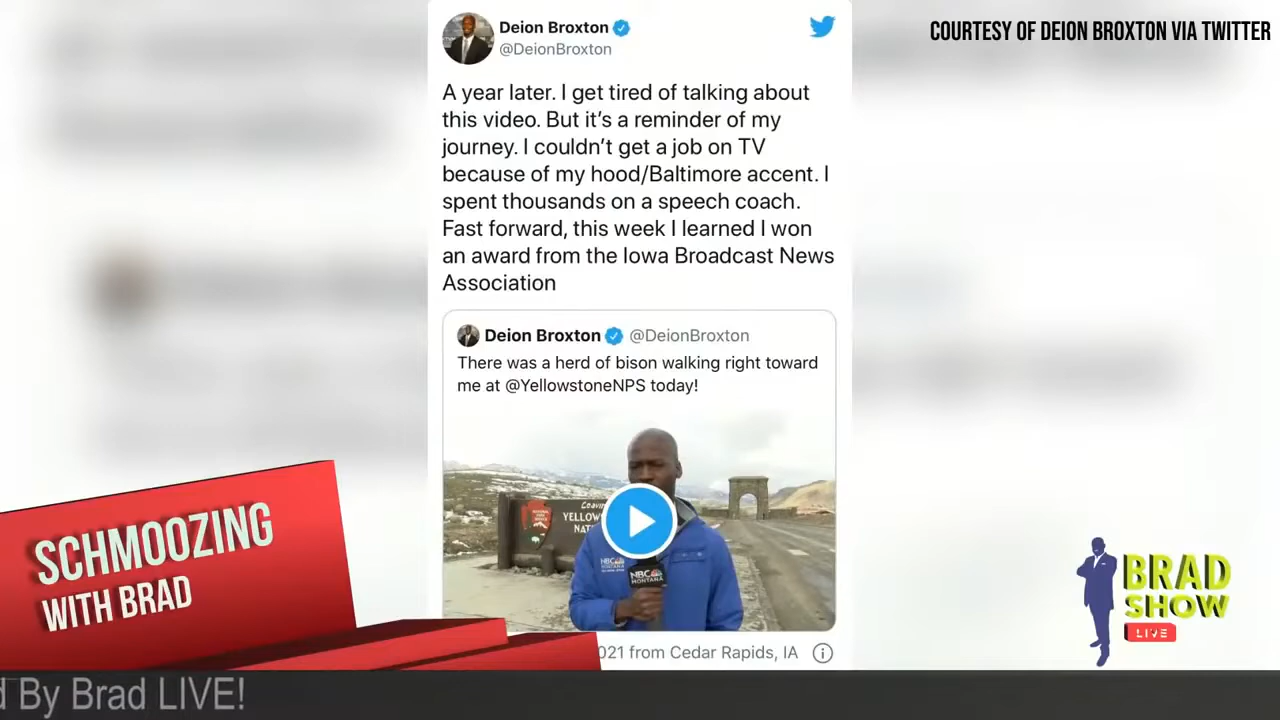 COURTESY OF DEION BROXTON VIA TWITTER
Deion Broxton
@DeionBroxton
A year later. I get tired of talking about
this video. But it's a reminder of my
journey. I couldn't get a job on TV
because of my hood/Baltimore accent. I
spent thousands on a speech coach.
Fast forward, this week I learned I won
an award from the Iowa Broadcast News
Association
Deion Broxton @DeionBroxton
There was a herd of bison walking right toward
me at @YellowstoneNPS today!
NBC
MONTANA
NBC
MONTANA
021 from Cedar Rapids, IA
SCHMOOZING
WITH BRAD
BRAD
SHOW
LIVE
By Brad LIVE!